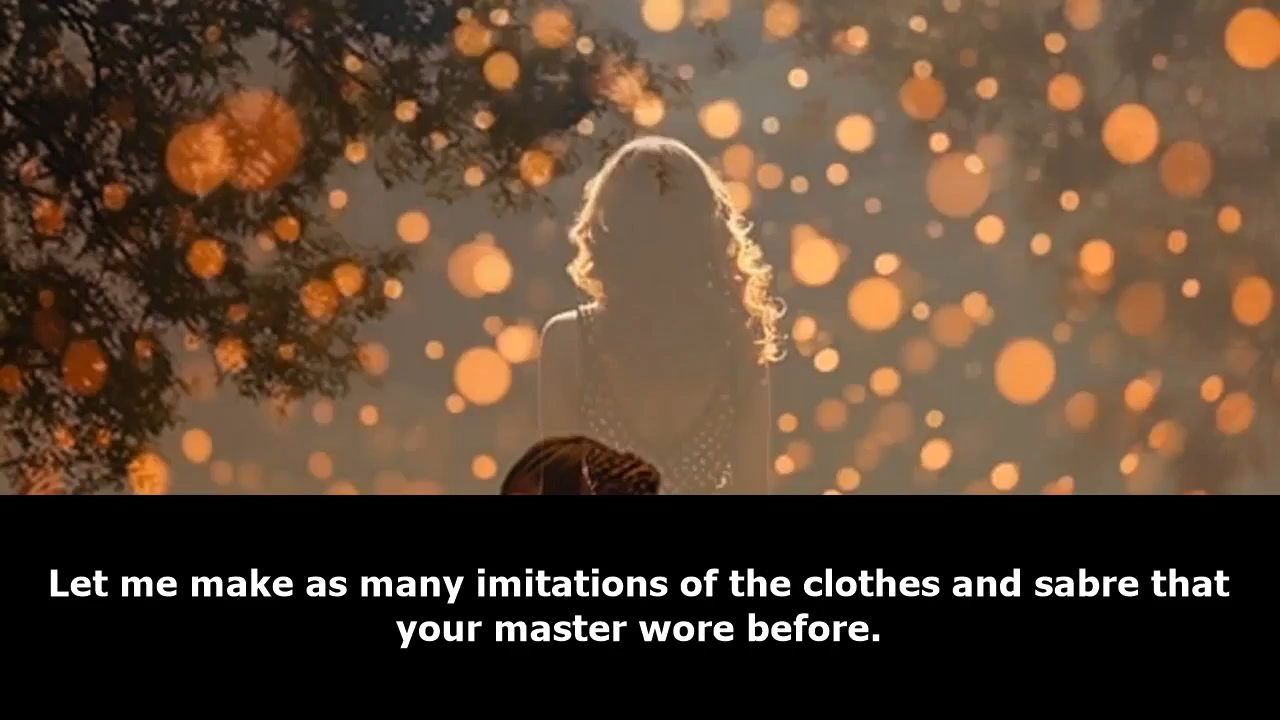 Let me make as many imitations of the clothes and sabre that
your master wore before.